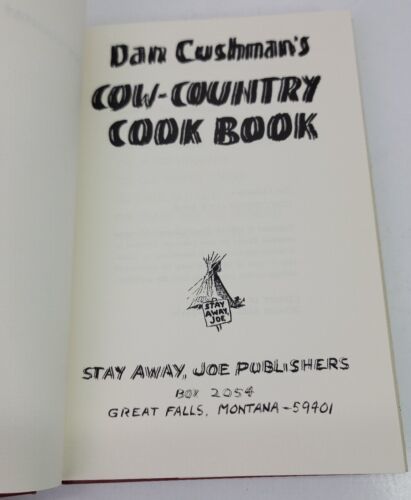 Dan Cushman's
COW-COUNTRY
COOK BOOK
STAY
AWAY,
JOE
STAY AWAY, JOE PUBLISHERS
BOX 2054
GREAT FALLS, MONTANA-59401